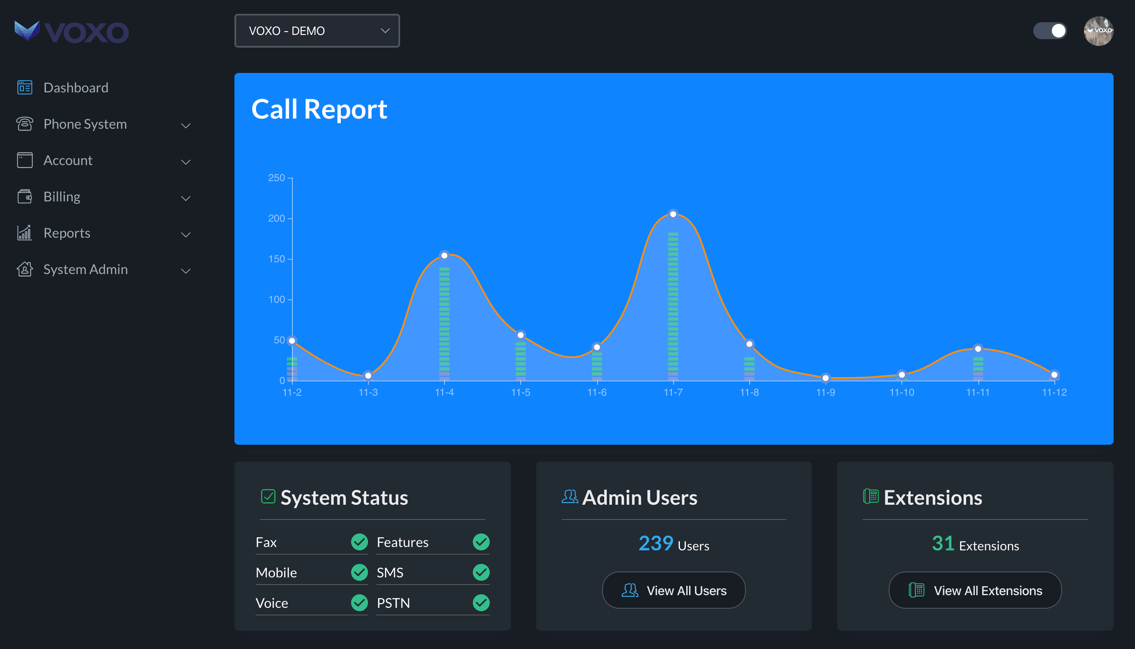 VOXO
VOXO - DEMO
VOXO
Dashboard
Phone System
Account
Billing
Reports
System Admin
Call Report
250
200
150
100
50
0
11-2 11-3 11-4 11-5 11-6 11-7 11-8 11-9 11-10 11-11 11-12
System Status
Fax Features
Mobile SMS
Voice PSTN
Admin Users
239 Users
View All Users
Extensions
31 Extensions
View All Extensions